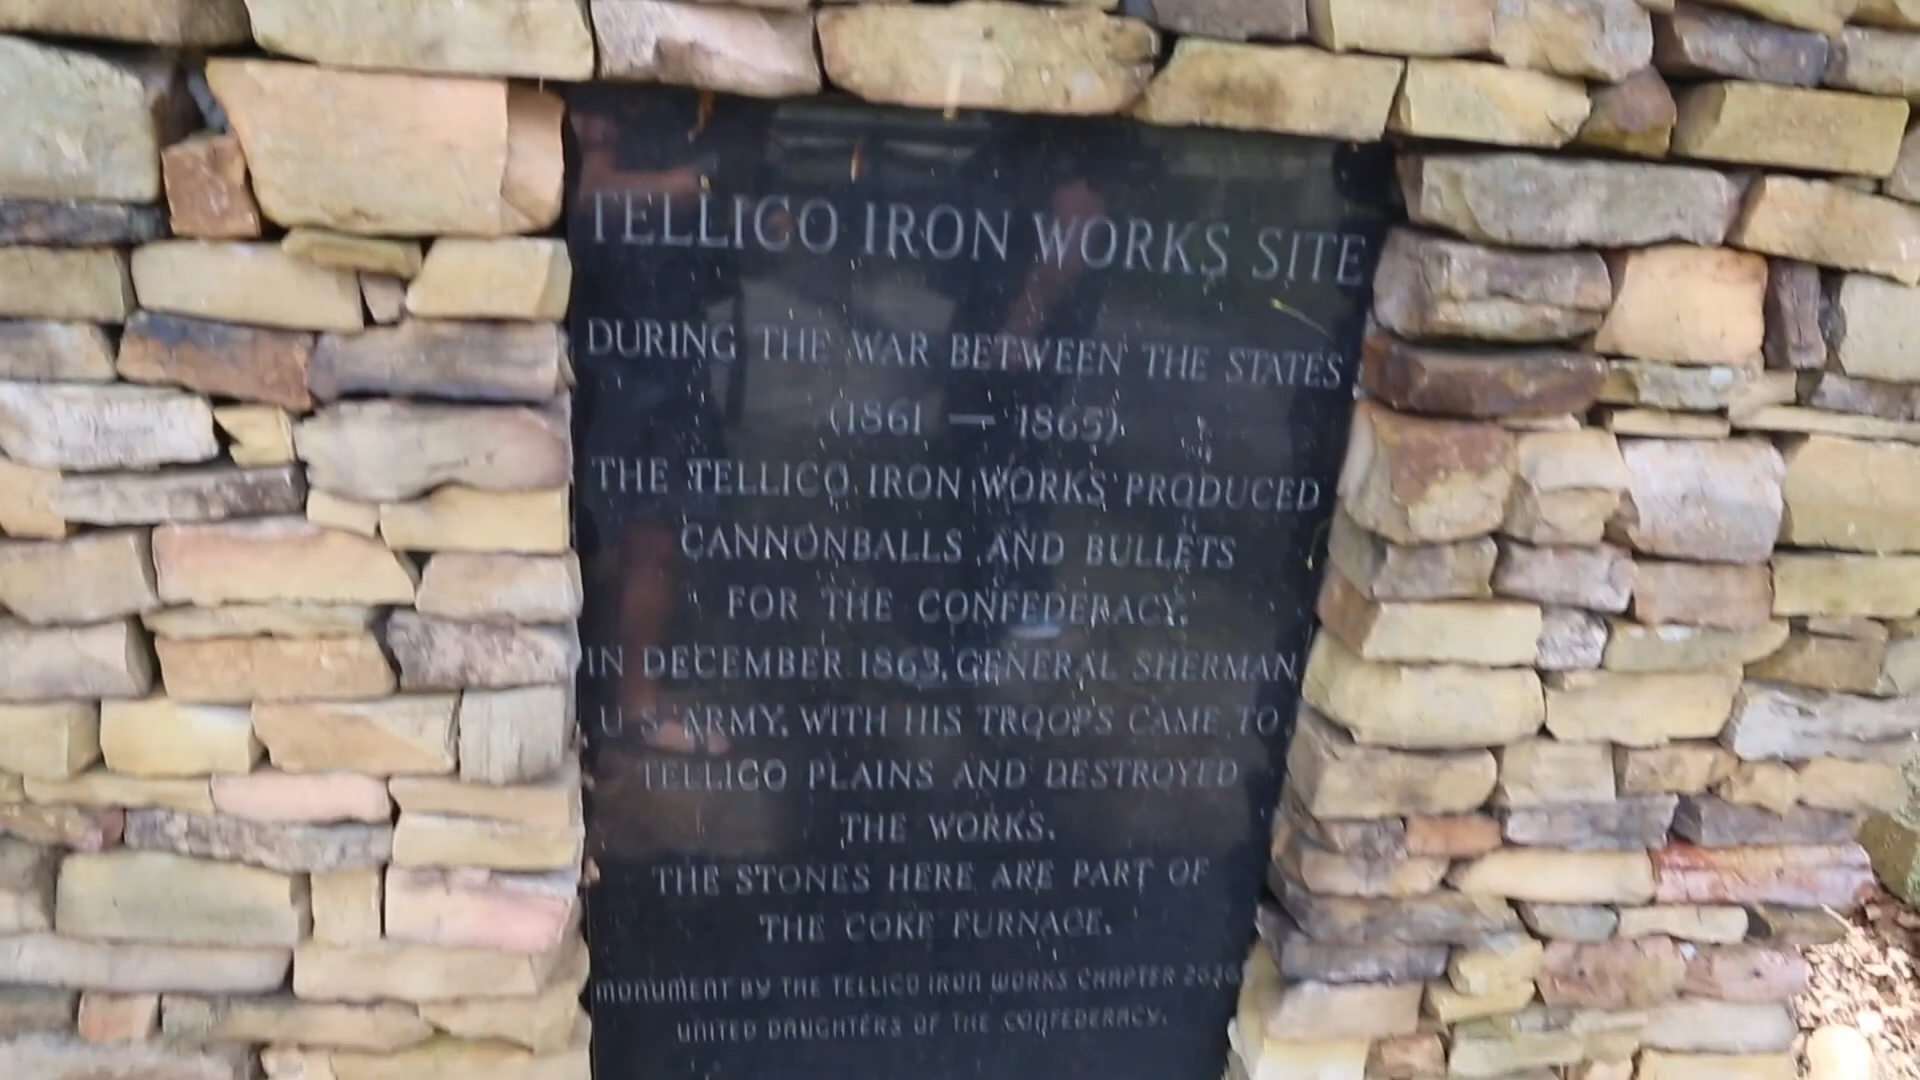 TELLICO IRON WORKS SITE
DURING THE WAR BETWEEN THE STATES
(1861 — 1865)
THE TELLICO IRON WORKS PRODUCED
CANNONBALLS AND BULLETS
FOR THE CONFEDERACY.
IN DECEMBER 1863, GENERAL SHERMAN,
U S ARMY, WITH HIS TROOPS CAME TO
TELLICO PLAINS AND DESTROYED
THE WORKS.
THE STONES HERE ARE PART OF
THE COKE FURNACE.
MONUMENT BY THE TELLICO IRON WORKS CHAPTER
UNITED DAUGHTERS OF THE CONFEDERACY.